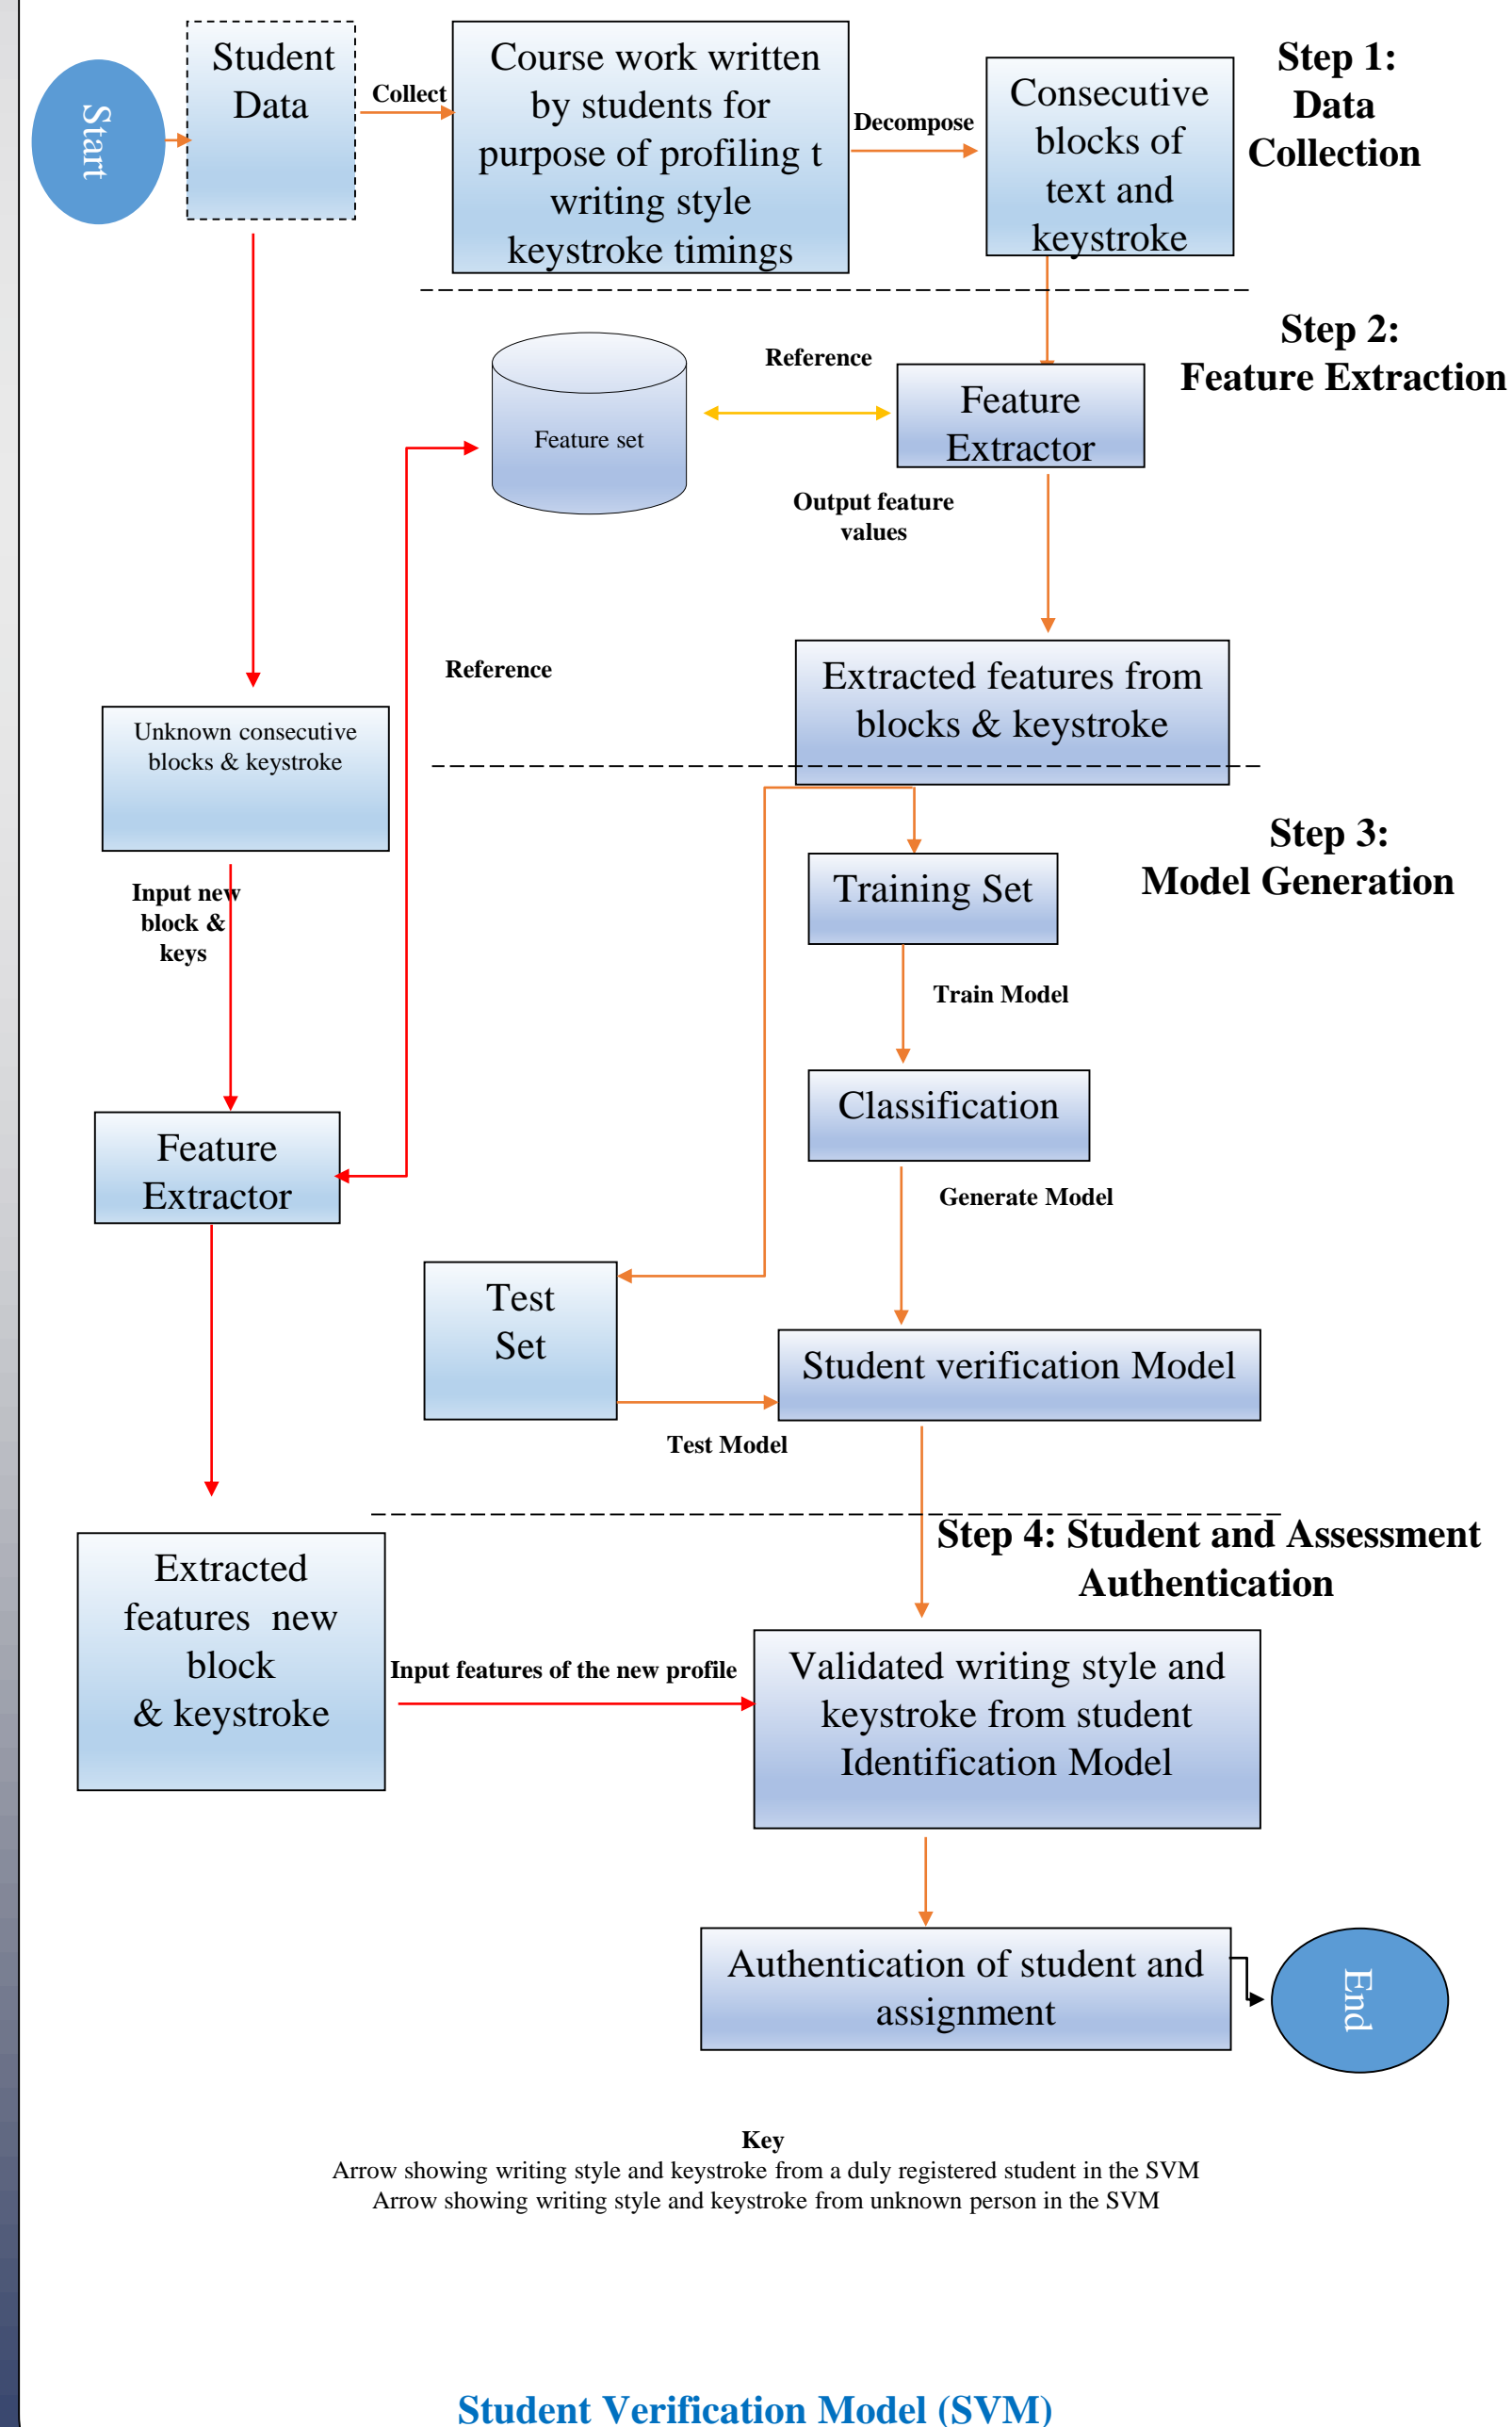 Start
Student
Data
Collect
Course work written
by students for
purpose of profiling t
writing style
keystroke timings
Decompose
Consecutive
blocks of
text and
keystroke
Step 1:
Data
Collection
Step 2:
Feature Extraction
Reference
Feature set
Feature
Extractor
Output feature
values
Reference
Extracted features from
blocks & keystroke
Unknown consecutive
blocks & keystroke
Step 3:
Model Generation
Training Set
Input new
block &
keys
Train Model
Classification
Feature
Extractor
Generate Model
Test
Set
Student verification Model
Test Model
Step 4: Student and Assessment
Authentication
Extracted
features  new
block
& keystroke
Input features of the new profile
Validated writing style and
keystroke from student
Identification Model
Authentication of student and
assignment
End
Key
Arrow showing writing style and keystroke from a duly registered student in the SVM
Arrow showing writing style and keystroke from unknown person in the SVM
Student Verification Model (SVM)